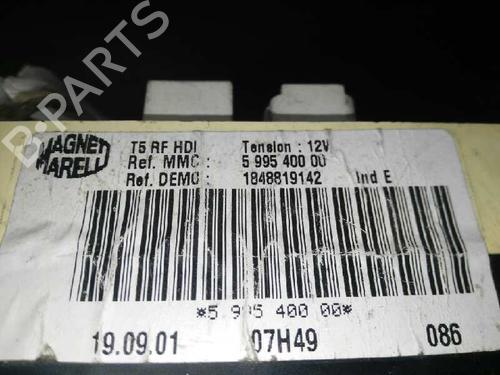 MAGNETI
MARELLI
T5 RF HDI Tension : 12V
Ref. MMC : 5 995 400 00
Ref. DEMC : 1848819142 Ind E
*5 995 400 00*
19.09.01 07H49 086
B-PARTS